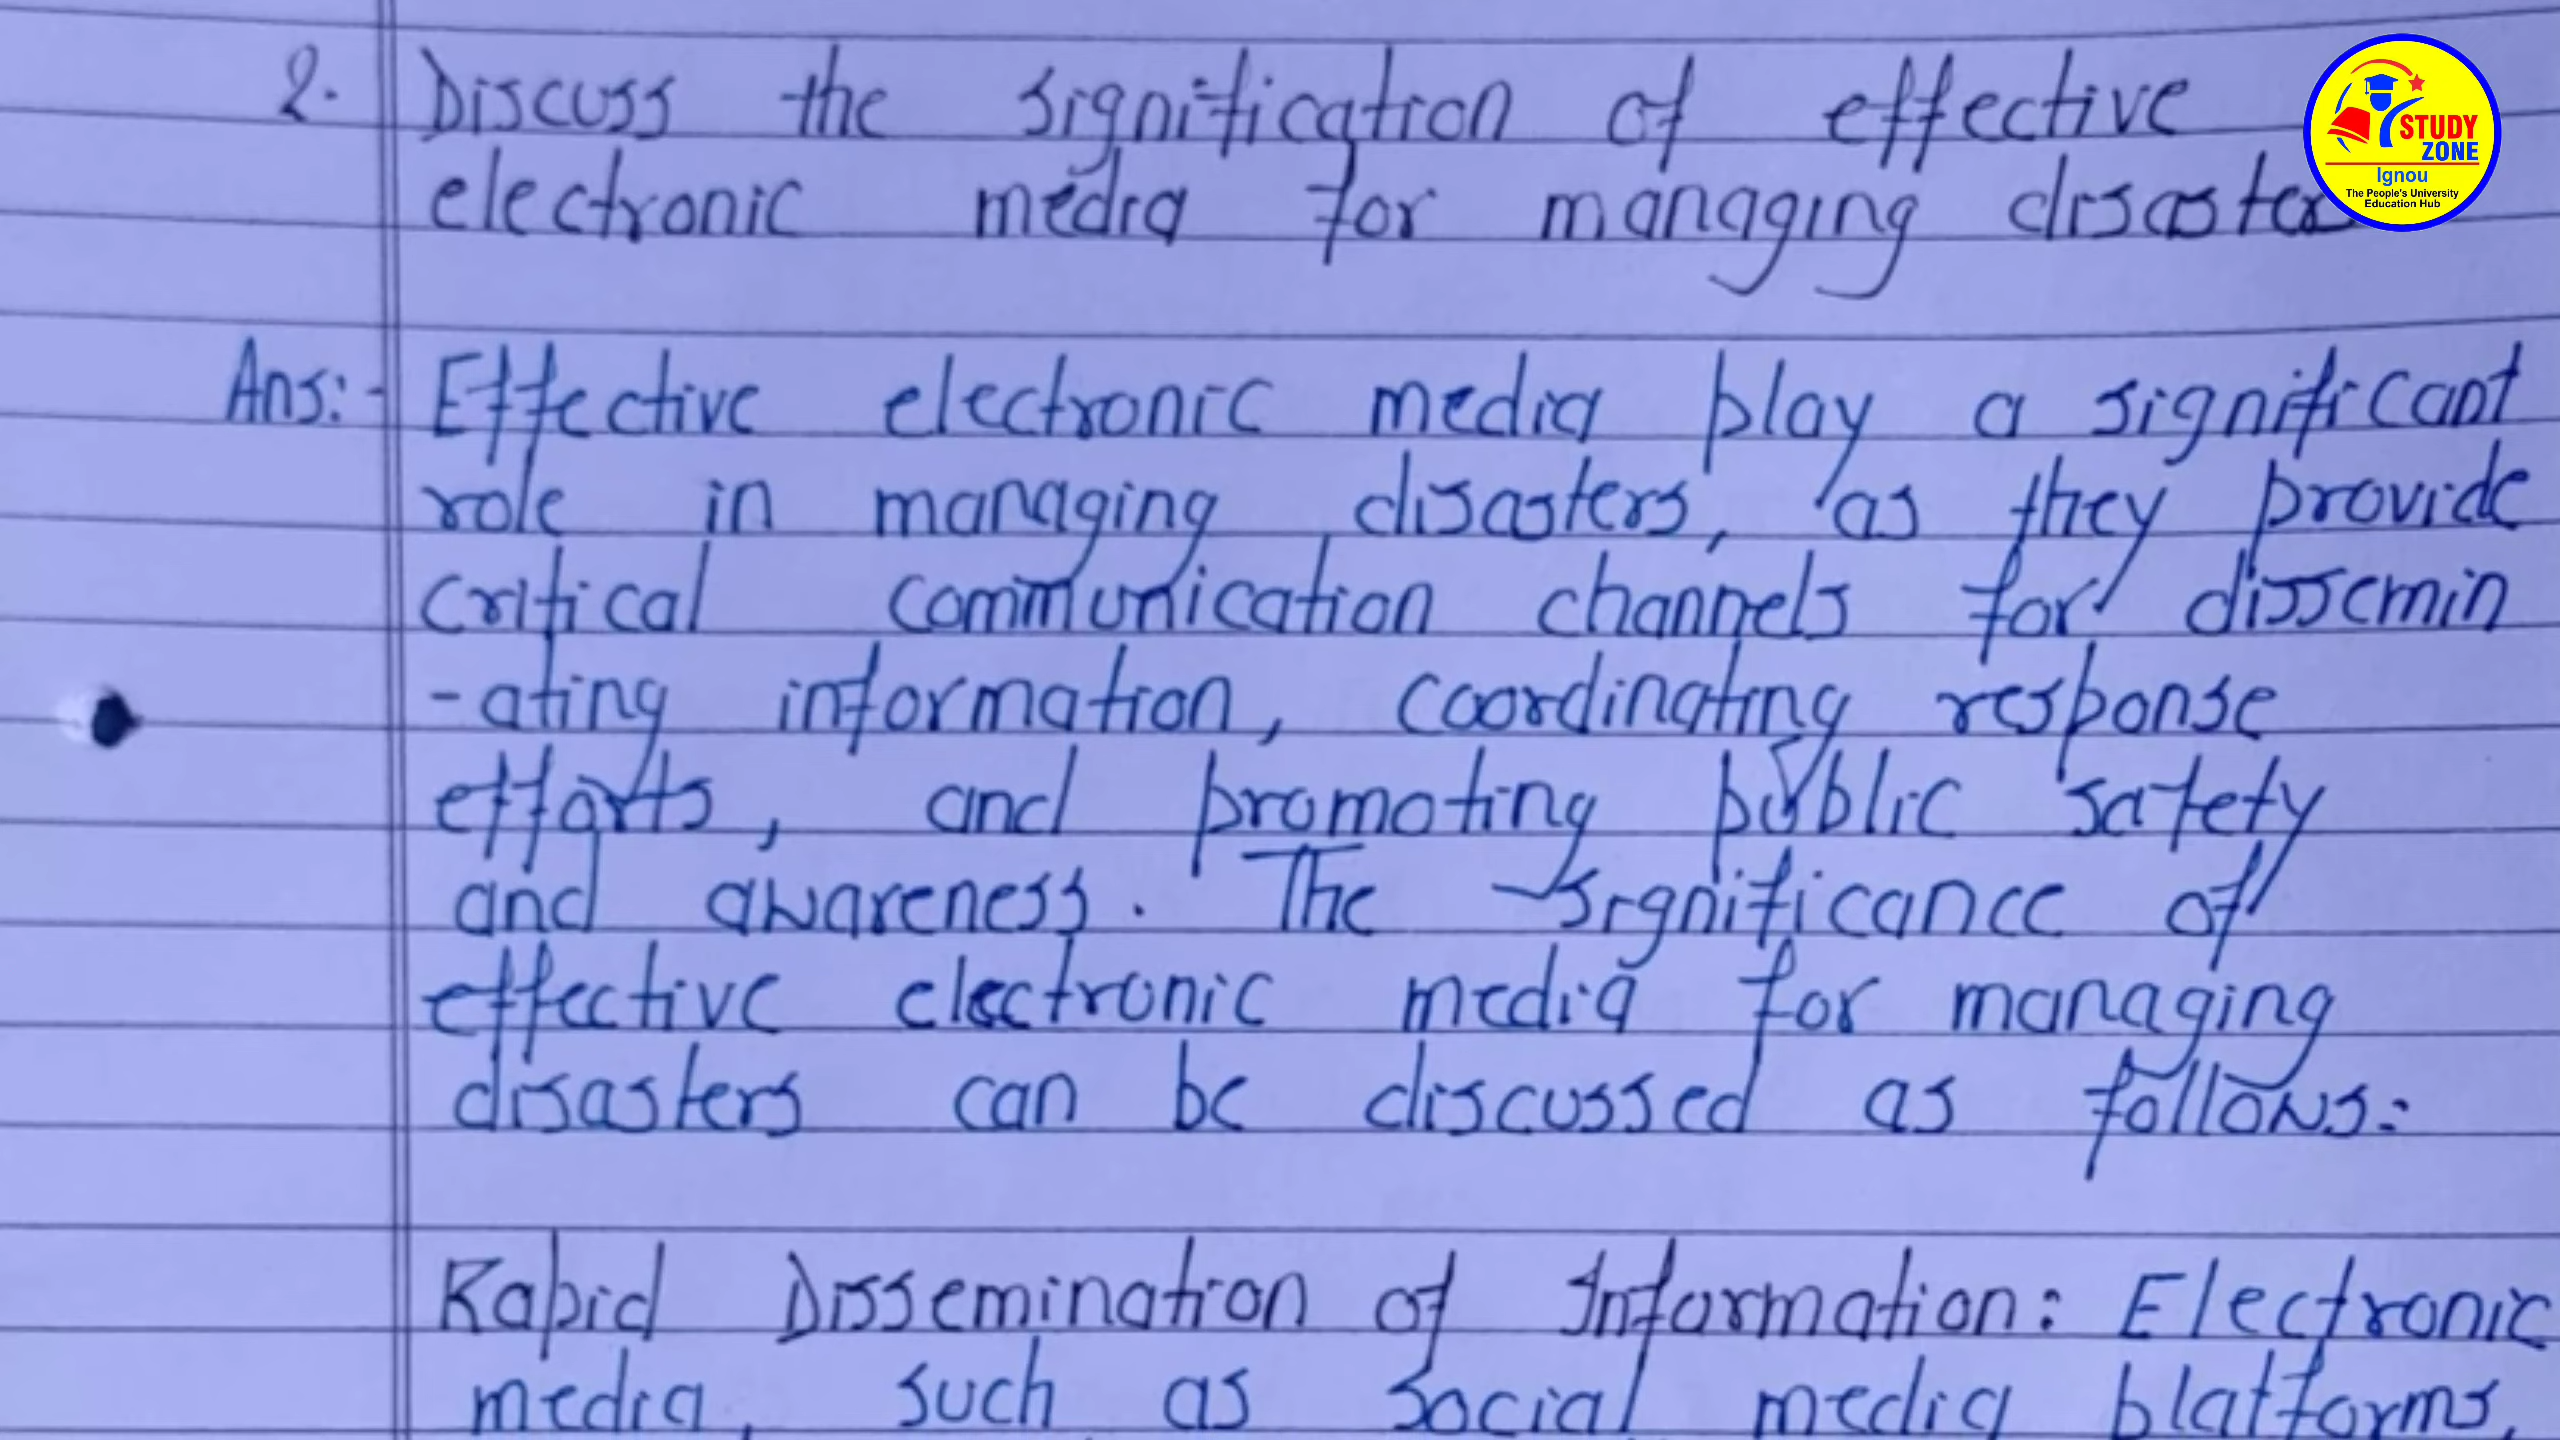 2. Discuss the signification of effective
electronic media for managing disaster
Ans:- Effective electronic media play a significant
role in managing disasters, as they provide
critical communication channels for dissemin
-ating information, coordinating response
efforts, and promoting public safety
and awareness. The significance of
effective electronic media for managing
disasters can be discussed as follows:
Rapid Dissemination of Information: Electronic
media, such as social media platforms,
STUDY
ZONE
Ignou
The People's University
Education Hub